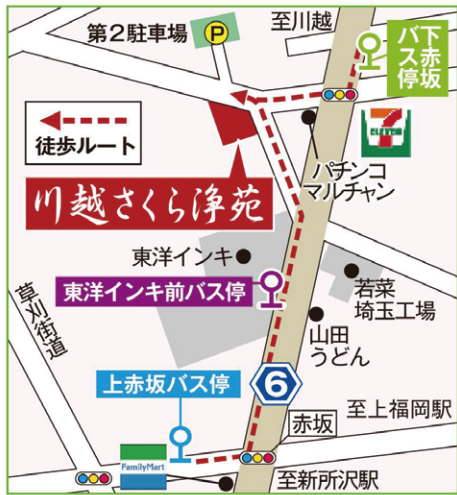 第2駐車場
P
至川越
下赤坂
バス停
徒歩ルート
ELEVEN
パチンコ
マルチャン
川越さくら浄苑
東洋インキ
東洋インキ前バス停
若菜
埼玉工場
草刈街道
山田
うどん
6
上赤坂バス停
赤坂
至上福岡駅
FamilyMart
至新所沢駅